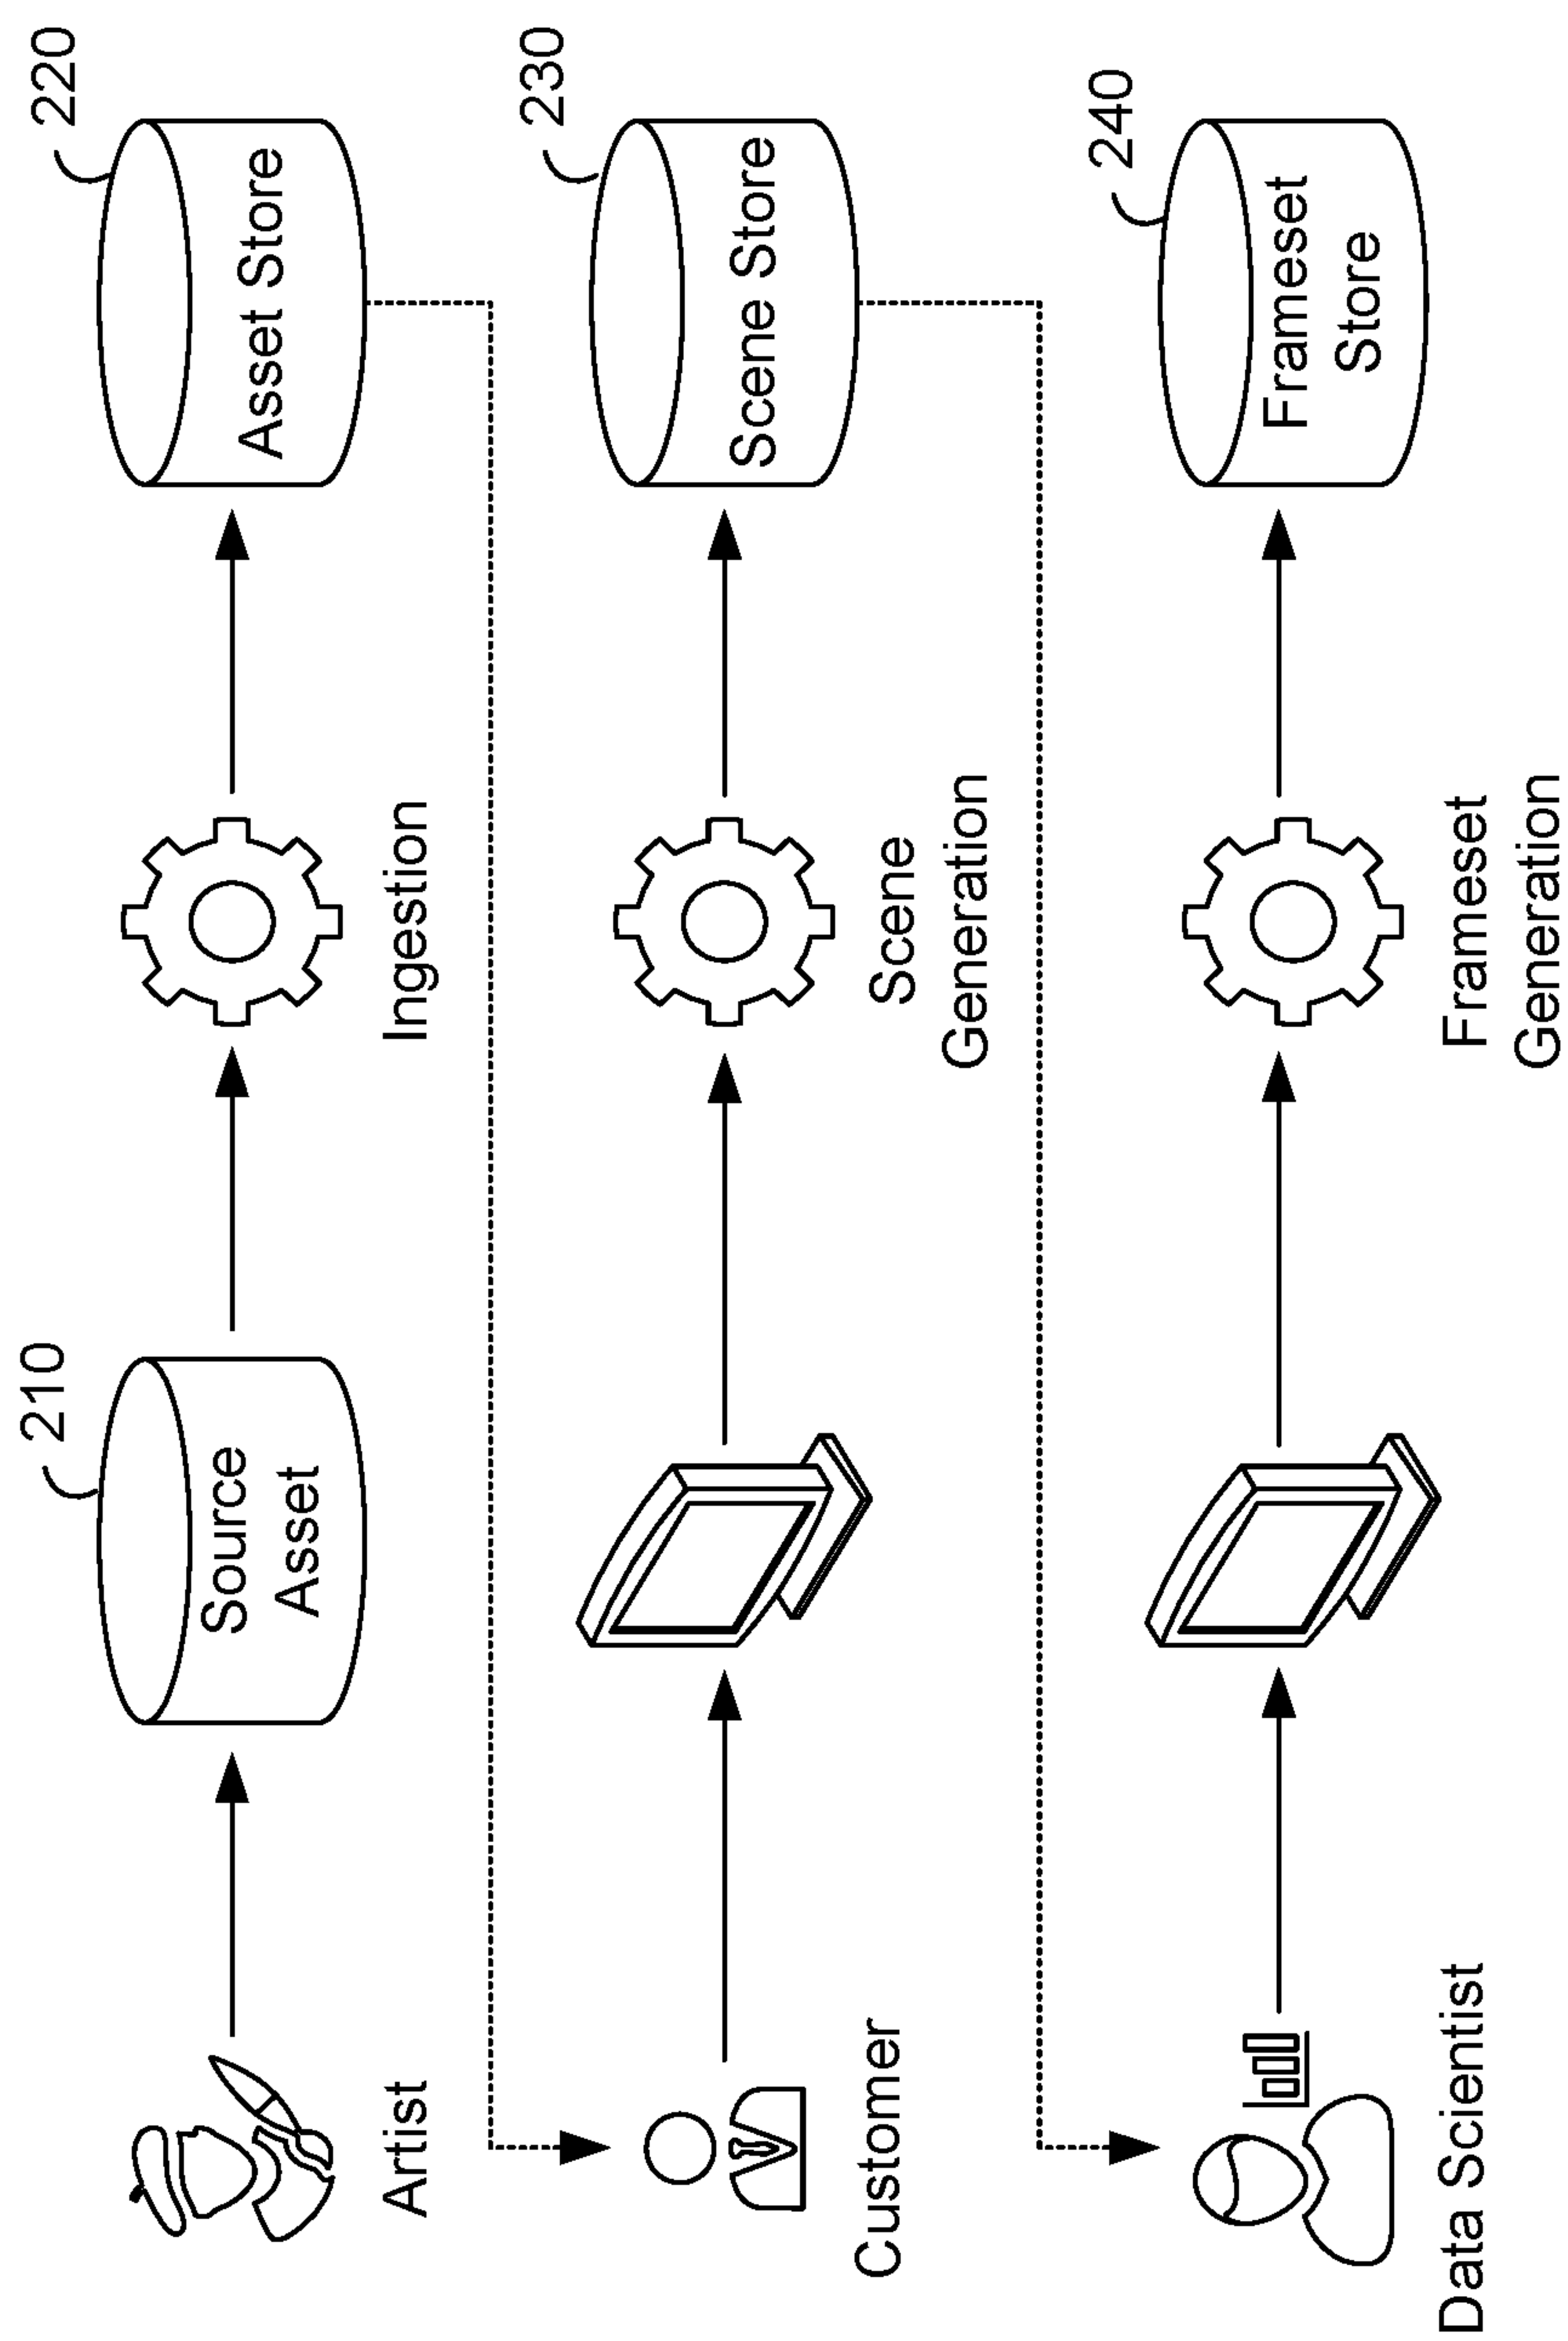 210
220
Source
Asset
Asset Store
Artist
Ingestion
230
Scene Store
Customer
Scene
Generation
240
Frameset
Store
Data Scientist
Frameset
Generation